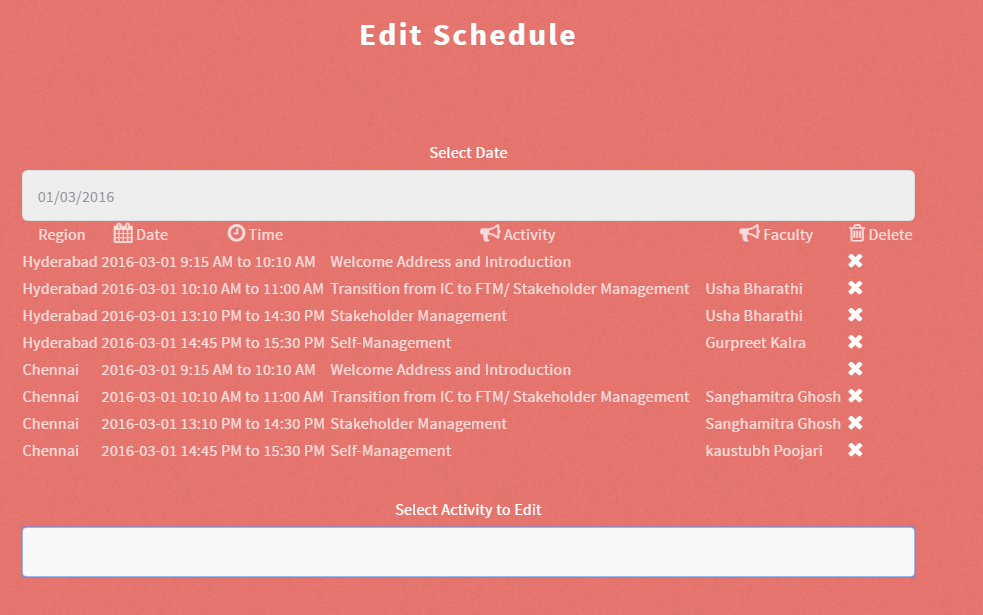 Edit Schedule
Select Date
01/03/2016
Region Date Time Activity Faculty Delete
Hyderabad 2016-03-01 9:15 AM to 10:10 AM Welcome Address and Introduction
Hyderabad 2016-03-01 10:10 AM to 11:00 AM Transition from IC to FTM/ Stakeholder Management Usha Bharathi
Hyderabad 2016-03-01 13:10 PM to 14:30 PM Stakeholder Management Usha Bharathi
Hyderabad 2016-03-01 14:45 PM to 15:30 PM Self-Management Gurpreet Kalra
Chennai 2016-03-01 9:15 AM to 10:10 AM Welcome Address and Introduction
Chennai 2016-03-01 10:10 AM to 11:00 AM Transition from IC to FTM/ Stakeholder Management Sanghamitra Ghosh
Chennai 2016-03-01 13:10 PM to 14:30 PM Stakeholder Management Sanghamitra Ghosh
Chennai 2016-03-01 14:45 PM to 15:30 PM Self-Management kaustubh Poojari
Select Activity to Edit